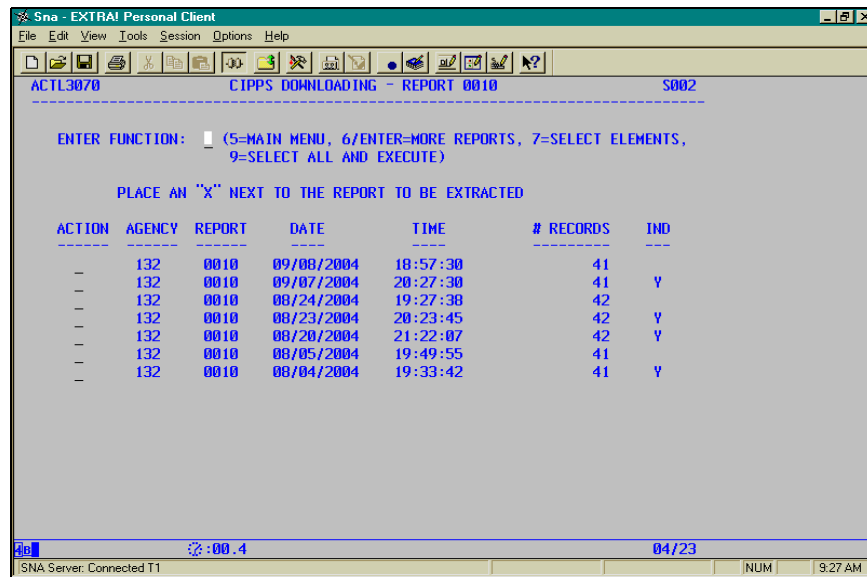 Sna - EXTRA! Personal Client
File Edit View Tools Session Options Help
ACTL3070 CIPPS DOWNLOADING - REPORT 0010 S002
ENTER FUNCTION: _ (5=MAIN MENU, 6/ENTER=MORE REPORTS, 7=SELECT ELEMENTS,
9=SELECT ALL AND EXECUTE)
PLACE AN "X" NEXT TO THE REPORT TO BE EXTRACTED
ACTION AGENCY REPORT DATE TIME # RECORDS IND
------ ------ ------ ---- ---- --------- ---
_ 132 0010 09/08/2004 18:57:30 41
_ 132 0010 09/07/2004 20:27:30 41 Y
_ 132 0010 08/24/2004 19:27:38 42
_ 132 0010 08/23/2004 20:23:45 42 Y
_ 132 0010 08/20/2004 21:22:07 42 Y
_ 132 0010 08/05/2004 19:49:55 41
_ 132 0010 08/04/2004 19:33:42 41 Y
4B :00.4 04/23
SNA Server: Connected T1 NUM 9:27 AM